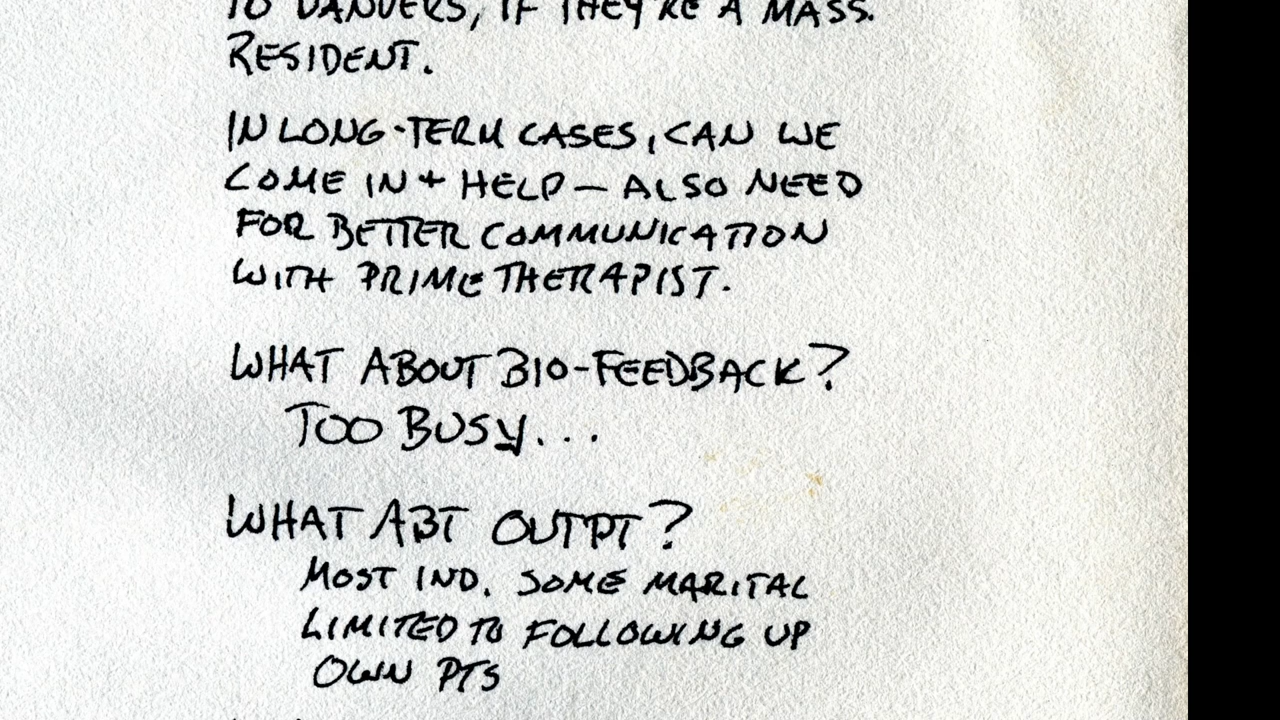 TO DANVERS, IF THEY'RE A MASS.
RESIDENT.
IN LONG-TERM CASES, CAN WE
COME IN + HELP — ALSO NEED
FOR BETTER COMMUNICATION
WITH PRIME THERAPIST.
WHAT ABOUT BIO-FEEDBACK?
TOO BUSY...
WHAT ABT OUTPT?
MOST IND. SOME MARITAL
LIMITED TO FOLLOWING UP
OWN PTS